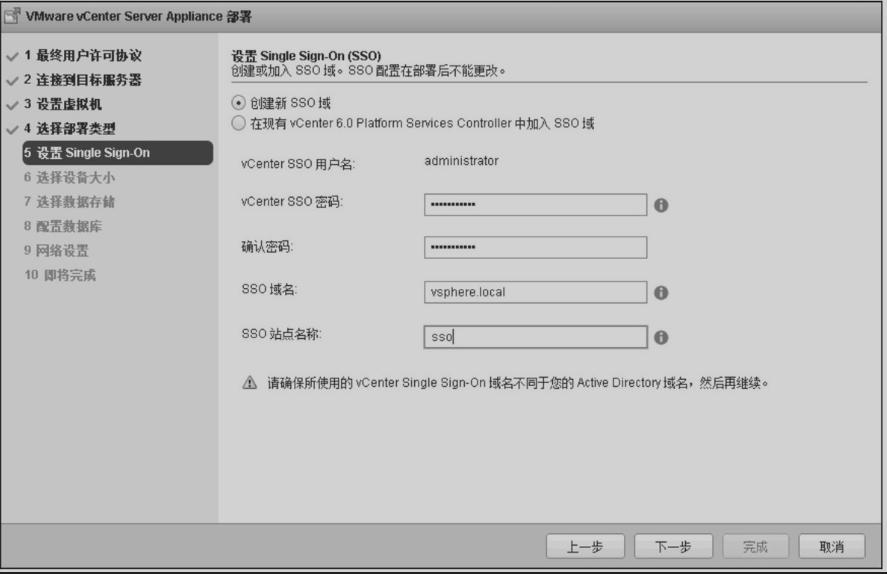 VMware vCenter Server Appliance 部署
1 最终用户许可协议
2 连接到目标服务器
3 设置虚拟机
4 选择部署类型
5 设置 Single Sign-On
6 选择设备大小
7 选择数据存储
8 配置数据库
9 网络设置
10 即将完成
设置 Single Sign-On (SSO)
创建或加入 SSO 域。SSO 配置在部署后不能更改。
创建新 SSO 域
在现有 vCenter 6.0 Platform Services Controller 中加入 SSO 域
vCenter SSO 用户名: administrator
vCenter SSO 密码: •••••••••••
确认密码: •••••••••••
SSO 域名: vsphere.local
SSO 站点名称: sso
请确保所使用的 vCenter Single Sign-On 域名不同于您的 Active Directory 域名，然后再继续。
上一步 下一步 完成 取消